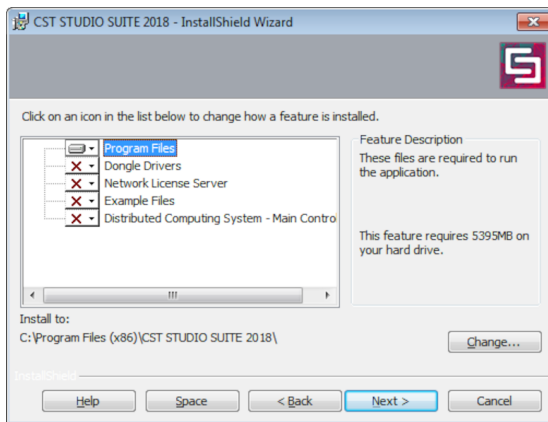 CST STUDIO SUITE 2018 - InstallShield Wizard
Click on an icon in the list below to change how a feature is installed.
Program Files
Dongle Drivers
Network License Server
Example Files
Distributed Computing System - Main Contro
Feature Description
These files are required to run
the application.
This feature requires 5395MB on
your hard drive.
Install to:
C:\Program Files (x86)\CST STUDIO SUITE 2018\
Change...
InstallShield
Help
Space
< Back
Next >
Cancel